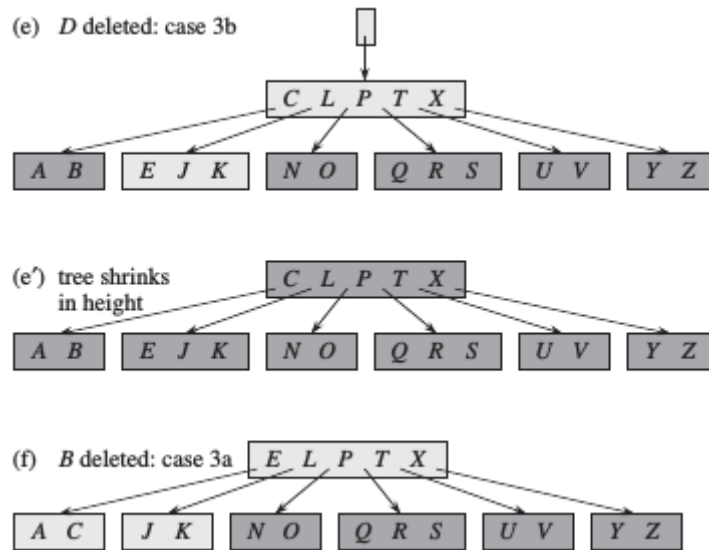 (e) D deleted: case 3b
C L P T X
A B E J K N O Q R S U V Y Z
(e′) tree shrinks
in height
C L P T X
A B E J K N O Q R S U V Y Z
(f) B deleted: case 3a
E L P T X
A C J K N O Q R S U V Y Z